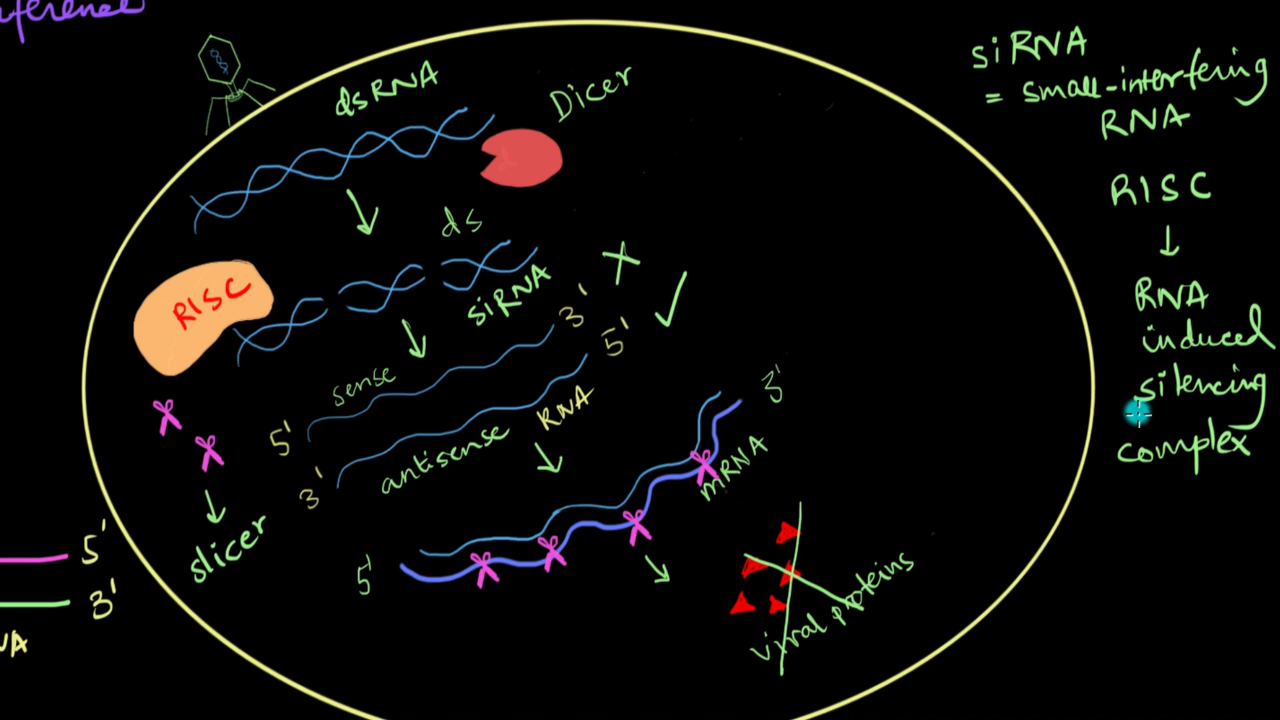 dsRNA
Dicer
ds
siRNA
RISC
sense
3'
5'
5'
3'
antisense
RNA
slicer
5'
3'
mRNA
viral proteins
5'
3'
siRNA
= small-interfering
RNA
RISC
↓
RNA
induced
silencing
complex